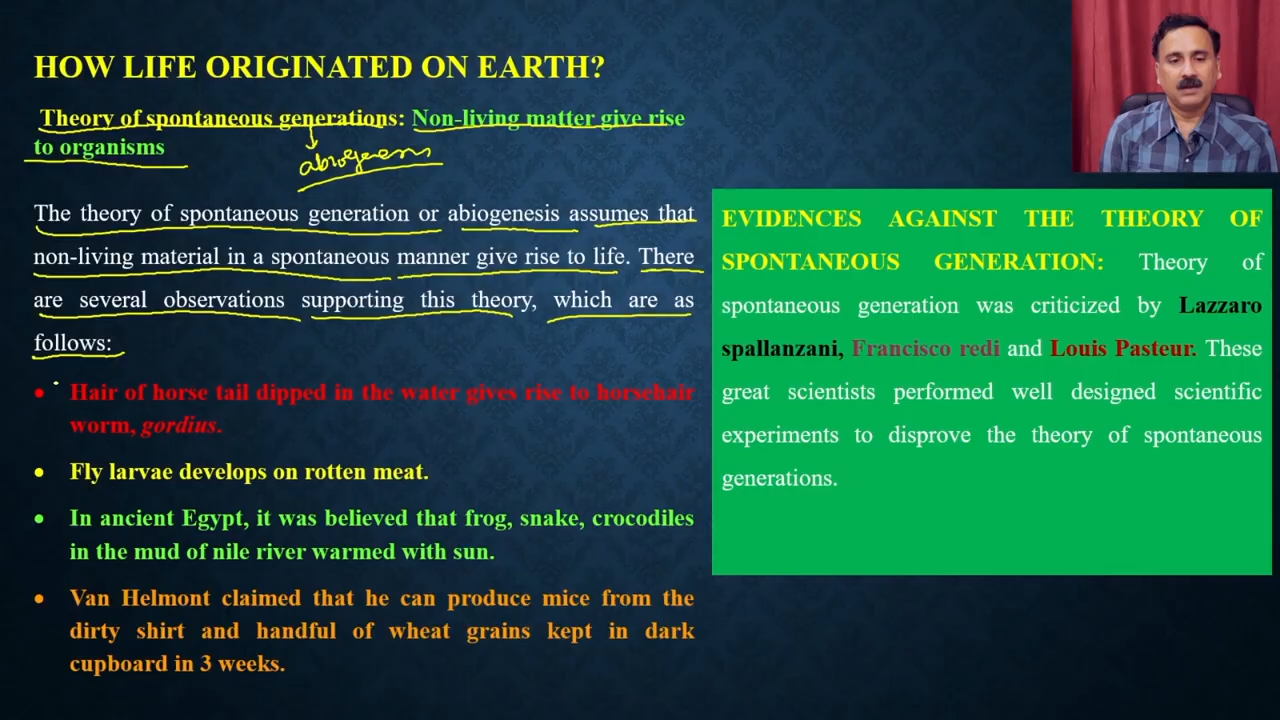 HOW LIFE ORIGINATED ON EARTH?
Theory of spontaneous generations: Non-living matter give rise
to organisms
abiogenesis
The theory of spontaneous generation or abiogenesis assumes that
non-living material in a spontaneous manner give rise to life. There
are several observations supporting this theory, which are as
follows:
• Hair of horse tail dipped in the water gives rise to horsehair
worm, gordius.
• Fly larvae develops on rotten meat.
• In ancient Egypt, it was believed that frog, snake, crocodiles
in the mud of nile river warmed with sun.
• Van Helmont claimed that he can produce mice from the
dirty shirt and handful of wheat grains kept in dark
cupboard in 3 weeks.
EVIDENCES AGAINST THE THEORY OF
SPONTANEOUS GENERATION: Theory of
spontaneous generation was criticized by Lazzaro
spallanzani, Francisco redi and Louis Pasteur. These
great scientists performed well designed scientific
experiments to disprove the theory of spontaneous
generations.